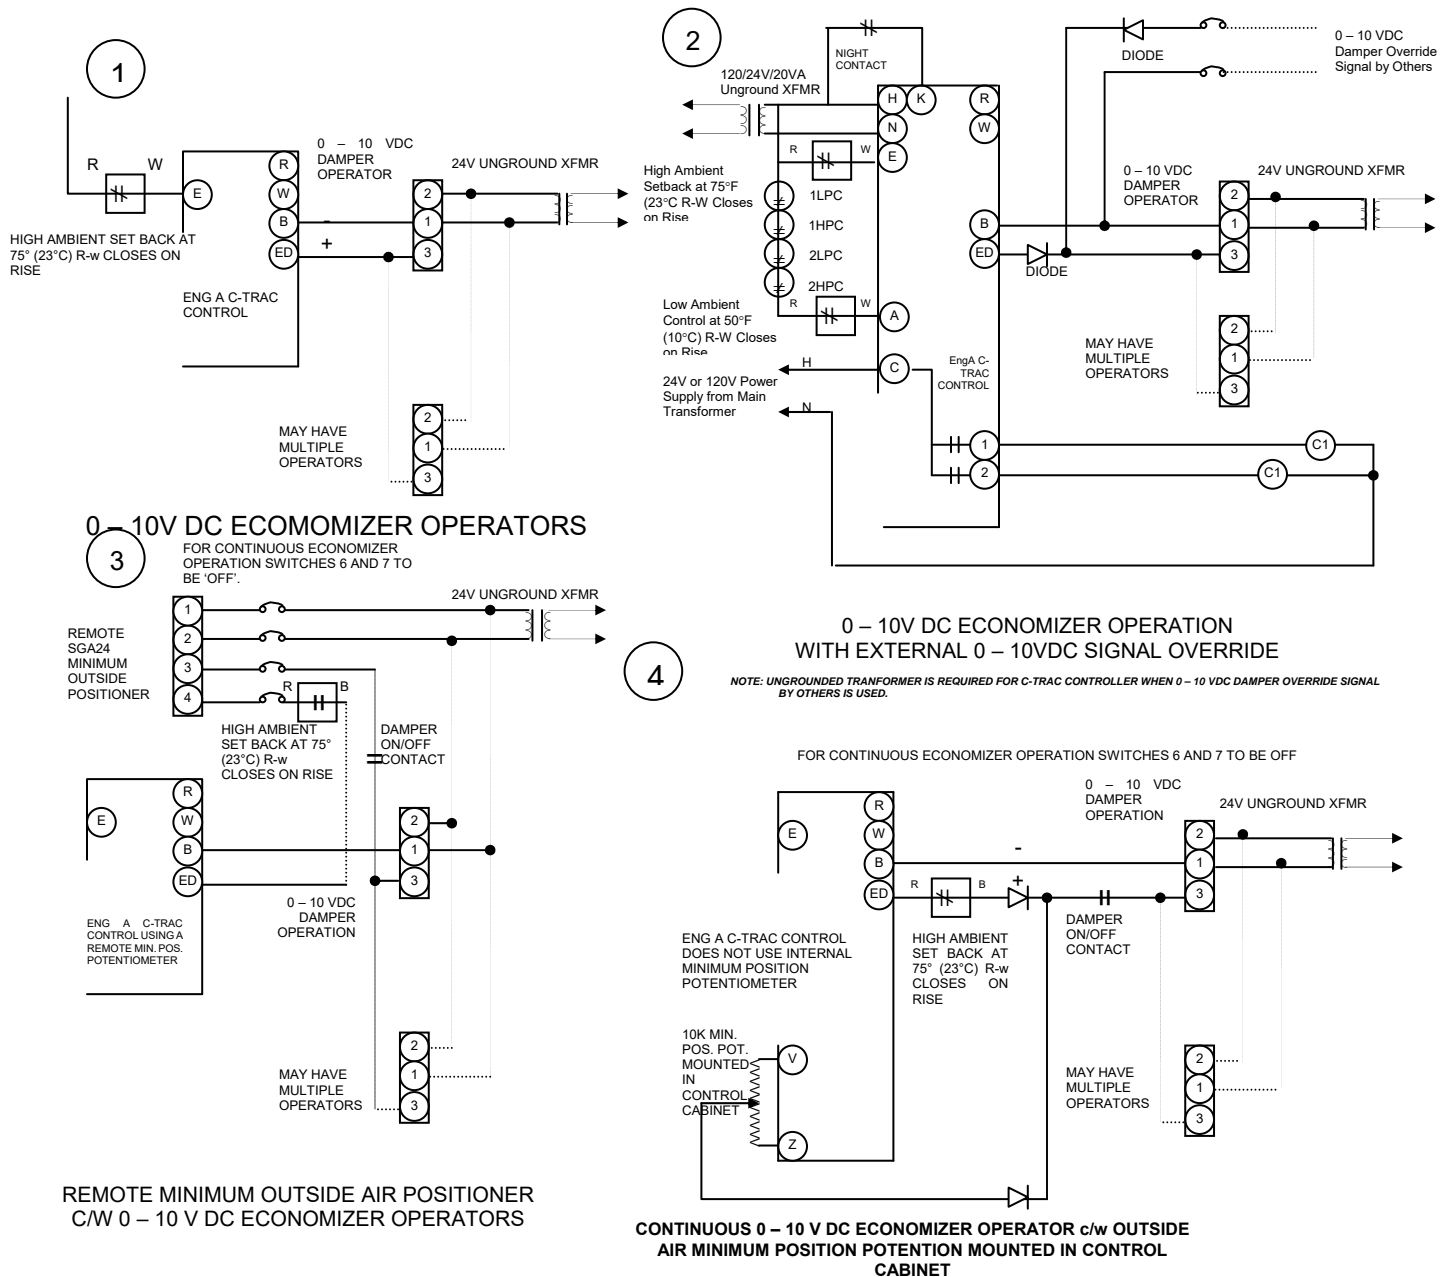 1
R W
E
HIGH AMBIENT SET BACK AT
75° (23°C) R-w CLOSES ON
RISE
ENG A C-TRAC
CONTROL
R
W
B
ED
-
+
0 – 10 VDC
DAMPER
OPERATOR
24V UNGROUND XFMR
2
1
3
MAY HAVE
MULTIPLE
OPERATORS
2
1
3
0 – 10V DC ECOMOMIZER OPERATORS
2
NIGHT
CONTACT
120/24V/20VA
Unground XFMR
H
K
N
E
R
W
R W
High Ambient
Setback at 75°F
(23°C R-W Closes
on Rise
1LPC
1HPC
2LPC
2HPC
R W
A
Low Ambient
Control at 50°F
(10°C) R-W Closes
on Rise
H
C
24V or 120V Power
Supply from Main
Transformer
N
EngA C-
TRAC
CONTROL
B
ED
DIODE
DIODE
0 – 10 VDC
Damper Override
Signal by Others
0 – 10 VDC
DAMPER
OPERATOR
24V UNGROUND XFMR
2
1
3
MAY HAVE
MULTIPLE
OPERATORS
2
1
3
1
2
C1
C1
0 – 10V DC ECONOMIZER OPERATION
WITH EXTERNAL 0 – 10VDC SIGNAL OVERRIDE
NOTE: UNGROUNDED TRANFORMER IS REQUIRED FOR C-TRAC CONTROLLER WHEN 0 – 10 VDC DAMPER OVERRIDE SIGNAL
BY OTHERS IS USED.
3
FOR CONTINUOUS ECONOMIZER
OPERATION SWITCHES 6 AND 7 TO
BE ‘OFF’.
24V UNGROUND XFMR
REMOTE
SGA24
MINIMUM
OUTSIDE
POSITIONER
1
2
3
4
R B
HIGH AMBIENT
SET BACK AT 75°
(23°C) R-w
CLOSES ON RISE
DAMPER
ON/OFF
CONTACT
E
R
W
B
ED
2
1
3
0 – 10 VDC
DAMPER
OPERATION
ENG A C-TRAC
CONTROL USING A
REMOTE MIN. POS.
POTENTIOMETER
MAY HAVE
MULTIPLE
OPERATORS
2
1
3
REMOTE MINIMUM OUTSIDE AIR POSITIONER
C/W 0 – 10 V DC ECONOMIZER OPERATORS
4
FOR CONTINUOUS ECONOMIZER OPERATION SWITCHES 6 AND 7 TO BE OFF
0 – 10 VDC
DAMPER
OPERATION
24V UNGROUND XFMR
E
R
W
B
ED
-
+
R B
2
1
3
ENG A C-TRAC CONTROL
DOES NOT USE INTERNAL
MINIMUM POSITION
POTENTIOMETER
HIGH AMBIENT
SET BACK AT
75° (23°C) R-w
CLOSES ON
RISE
DAMPER
ON/OFF
CONTACT
10K MIN.
POS. POT.
MOUNTED
IN
CONTROL
CABINET
V
Z
MAY HAVE
MULTIPLE
OPERATORS
2
1
3
CONTINUOUS 0 – 10 V DC ECONOMIZER OPERATOR c/w OUTSIDE
AIR MINIMUM POSITION POTENTION MOUNTED IN CONTROL
CABINET